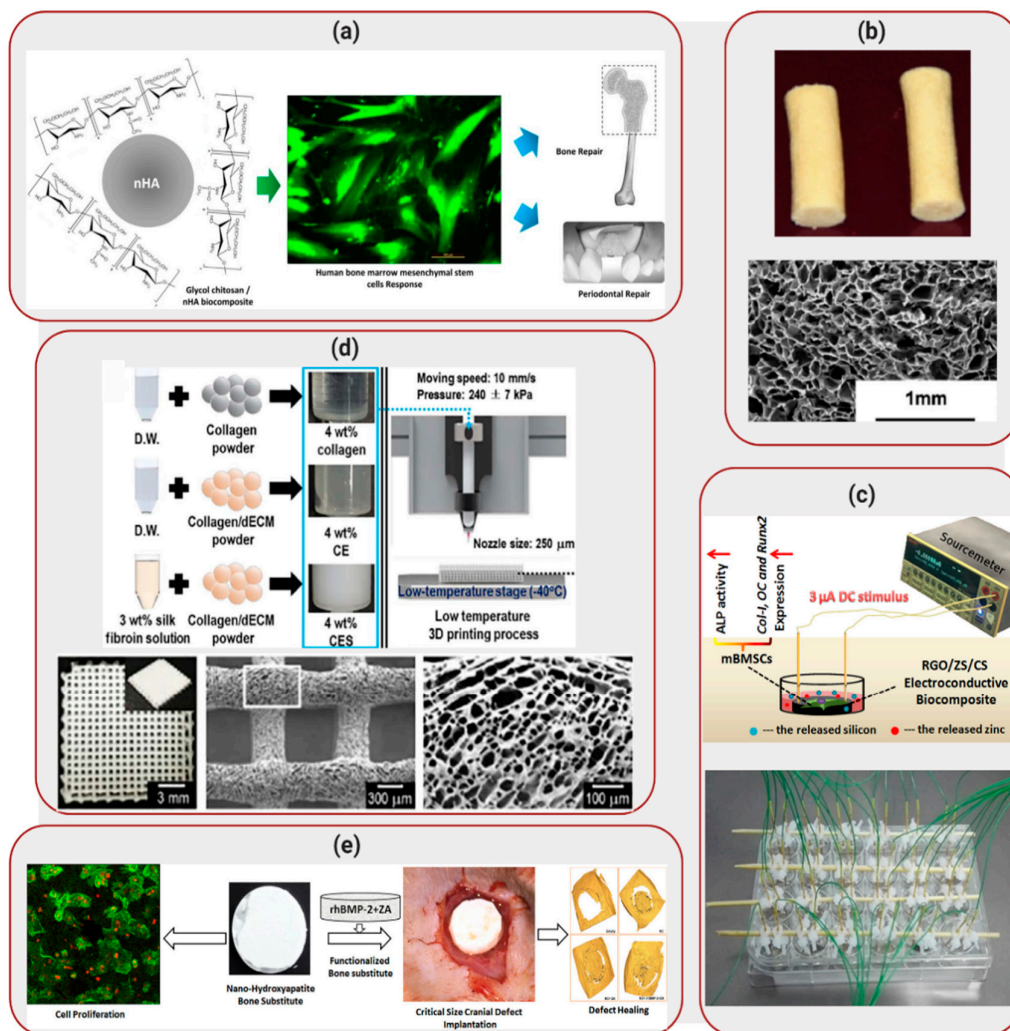 (a)
nHA
Glycol chitosan /
nHA biocomposite
Human bone marrow mesenchymal stem
cells Response
Bone Repair
Periodontal Repair
(b)
1mm
(d)
D.W.
Collagen
powder
4 wt%
collagen
D.W.
Collagen/dECM
powder
4 wt%
CE
3 wt% silk
fibroin solution
Collagen/dECM
powder
4 wt%
CES
Moving speed: 10 mm/s
Pressure: 240 ± 7 kPa
Nozzle size: 250 μm
Low-temperature stage (-40°C)
Low temperature
3D printing process
3 mm
300 μm
100 μm
(c)
ALP activity
Col-I, OC and Runx2
Expression
mBMSCs
3 μA DC stimulus
Sourcemeter
RGO/ZS/CS
Electroconductive
Biocomposite
--- the released silicon
--- the released zinc
(e)
Cell Proliferation
Nano-Hydroxyapatite
Bone Substitute
rhBMP-2+ZA
Functionalized
Bone substitute
Critical Size Cranial Defect
Implantation
Defect Healing